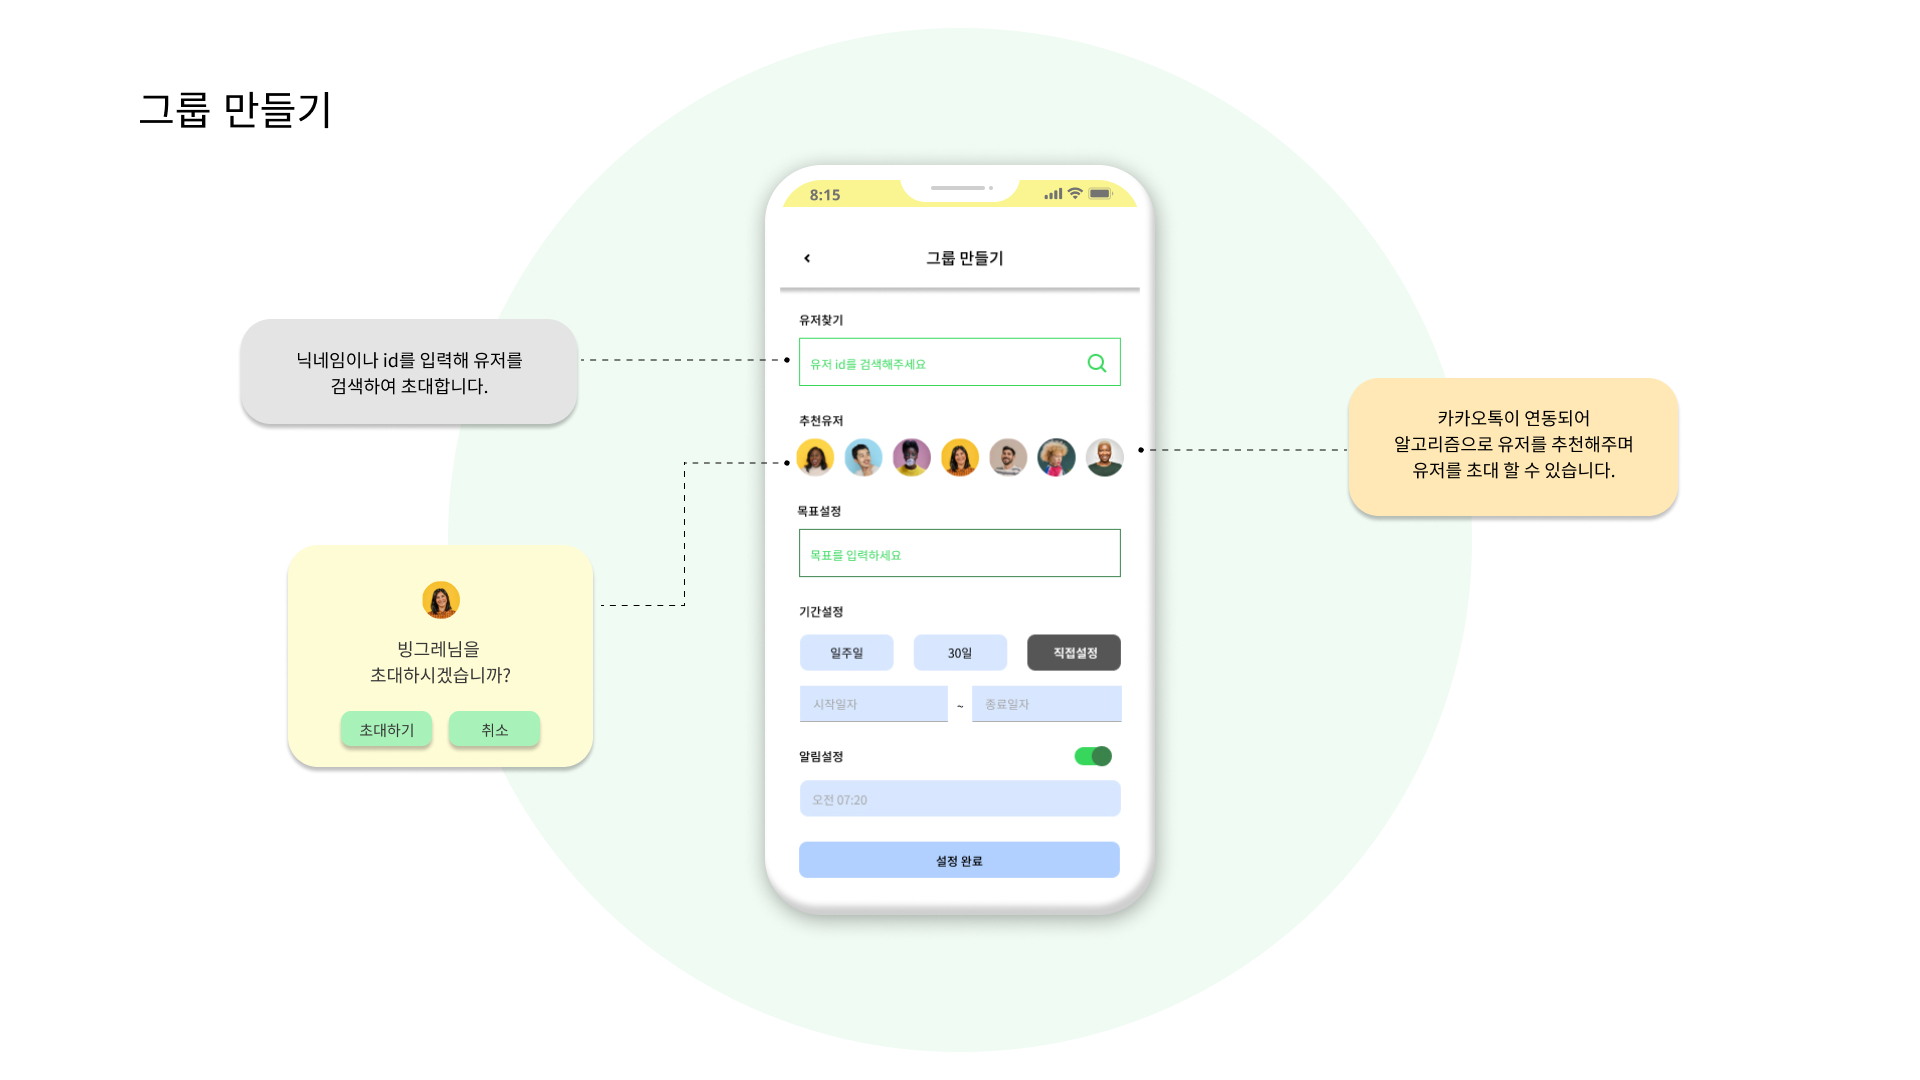 그룹 만들기
8:15
그룹 만들기
유저찾기
유저 id를 검색해주세요
추천유저
목표설정
목표를 입력하세요
기간설정
일주일
30일
직접설정
시작일자
~
종료일자
알림설정
오전 07:20
설정 완료
닉네임이나 id를 입력해 유저를
검색하여 초대합니다.
빙그레님을
초대하시겠습니까?
초대하기
취소
카카오톡이 연동되어
알고리즘으로 유저를 추천해주며
유저를 초대 할 수 있습니다.